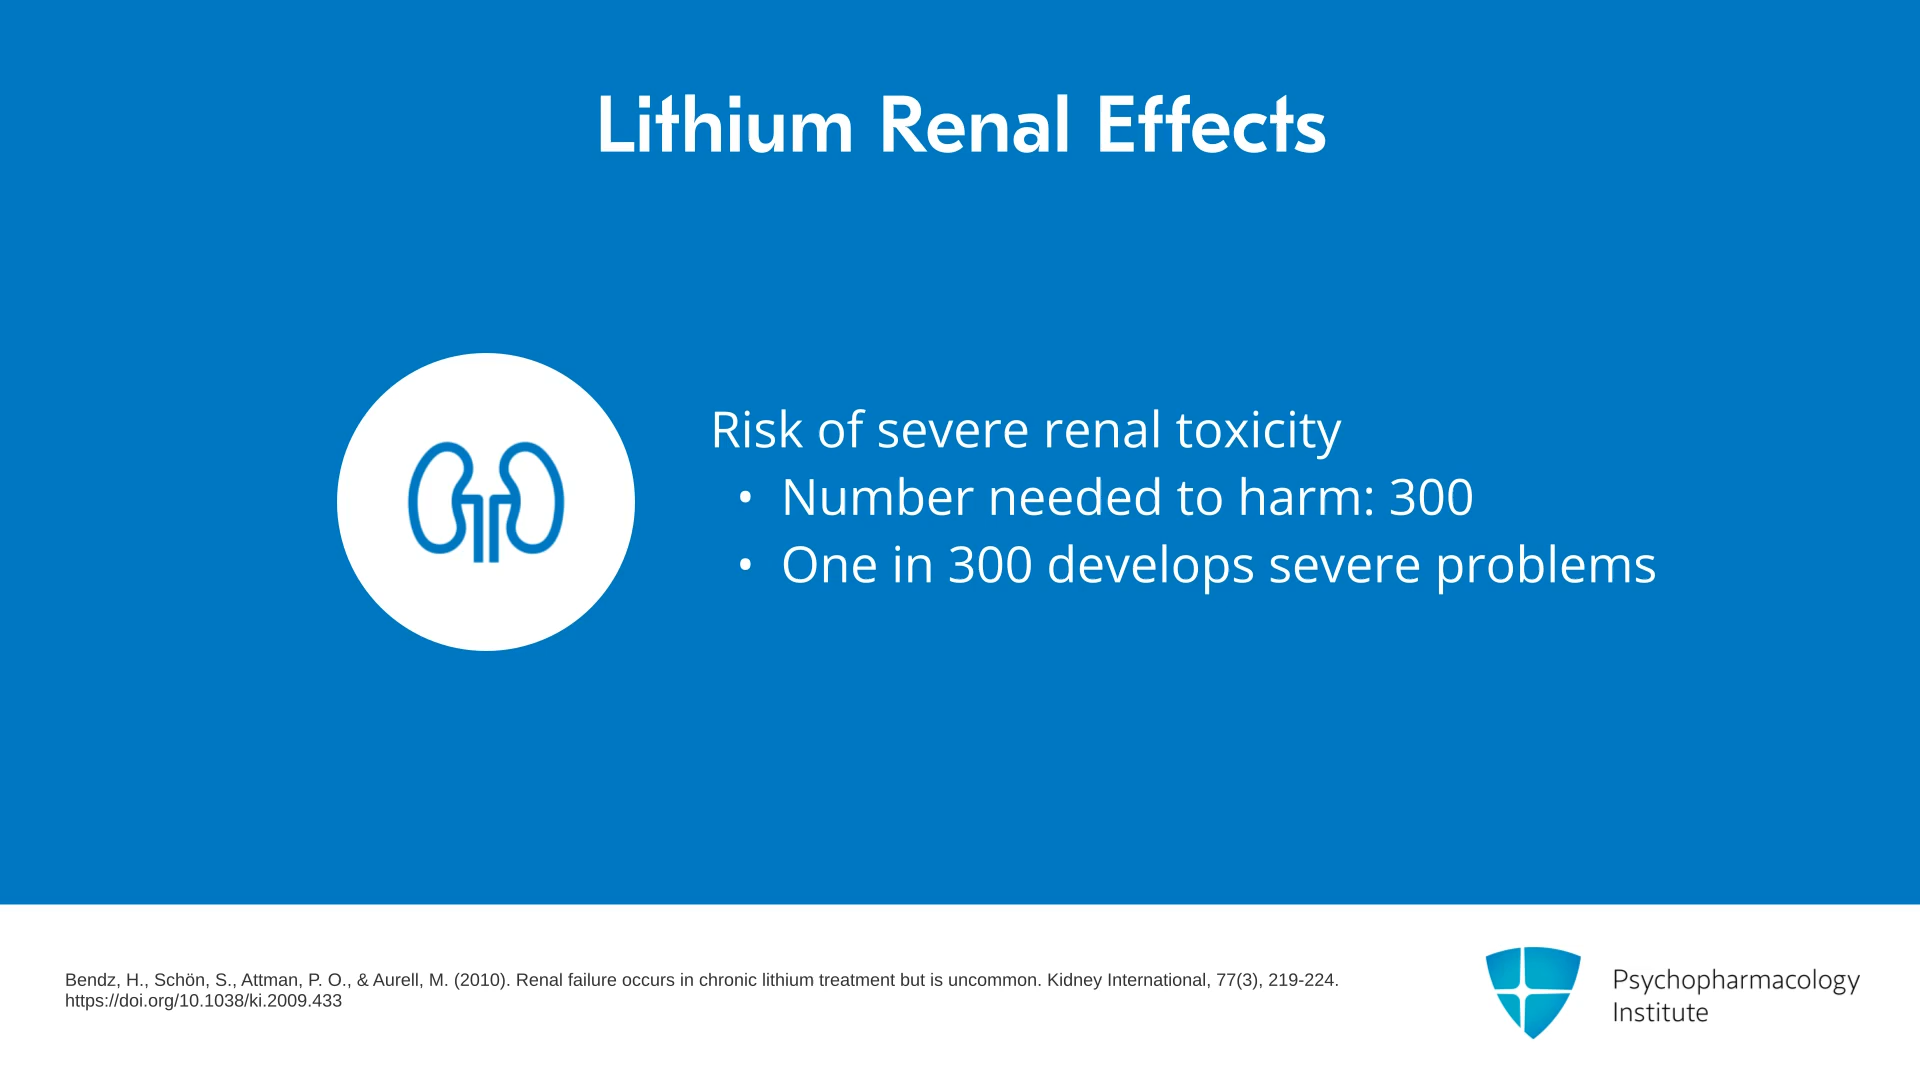 Lithium Renal Effects
Risk of severe renal toxicity
• Number needed to harm: 300
• One in 300 develops severe problems
Bendz, H., Schön, S., Attman, P. O., & Aurell, M. (2010). Renal failure occurs in chronic lithium treatment but is uncommon. Kidney International, 77(3), 219-224.
https://doi.org/10.1038/ki.2009.433
Psychopharmacology
Institute